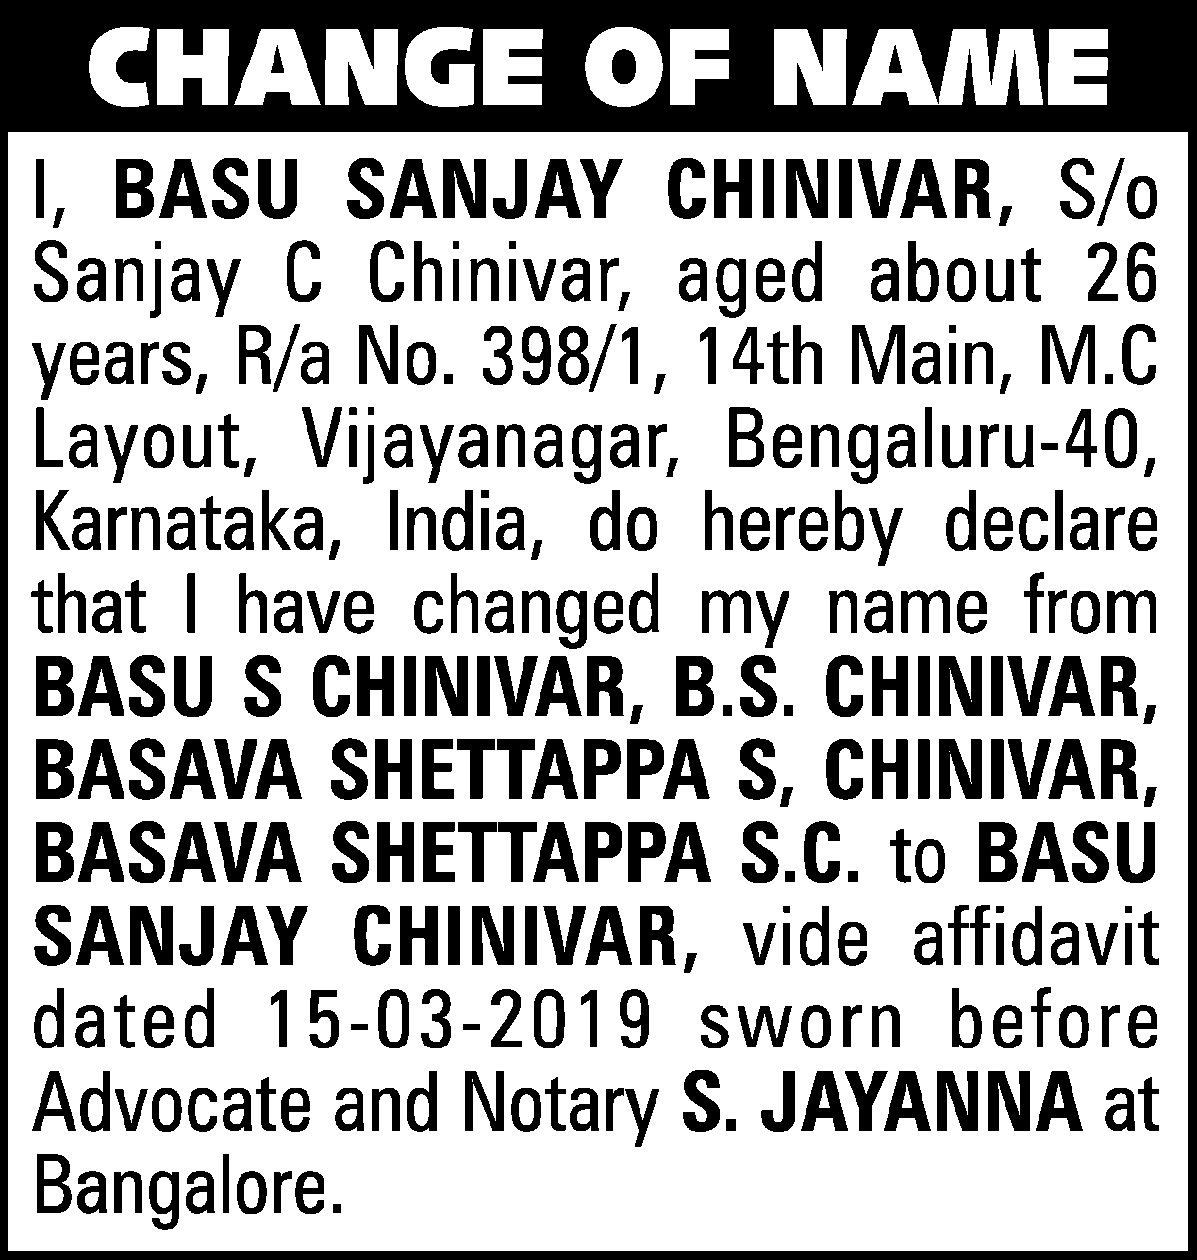 CHANGE OF NAME
I, BASU SANJAY CHINIVAR, S/o
Sanjay C Chinivar, aged about 26
years, R/a No. 398/1, 14th Main, M.C
Layout, Vijayanagar, Bengaluru-40,
Karnataka, India, do hereby declare
that I have changed my name from
BASU S CHINIVAR, B.S. CHINIVAR,
BASAVA SHETTAPPA S, CHINIVAR,
BASAVA SHETTAPPA S.C. to BASU
SANJAY CHINIVAR, vide affidavit
dated 15-03-2019 sworn before
Advocate and Notary S. JAYANNA at
Bangalore.